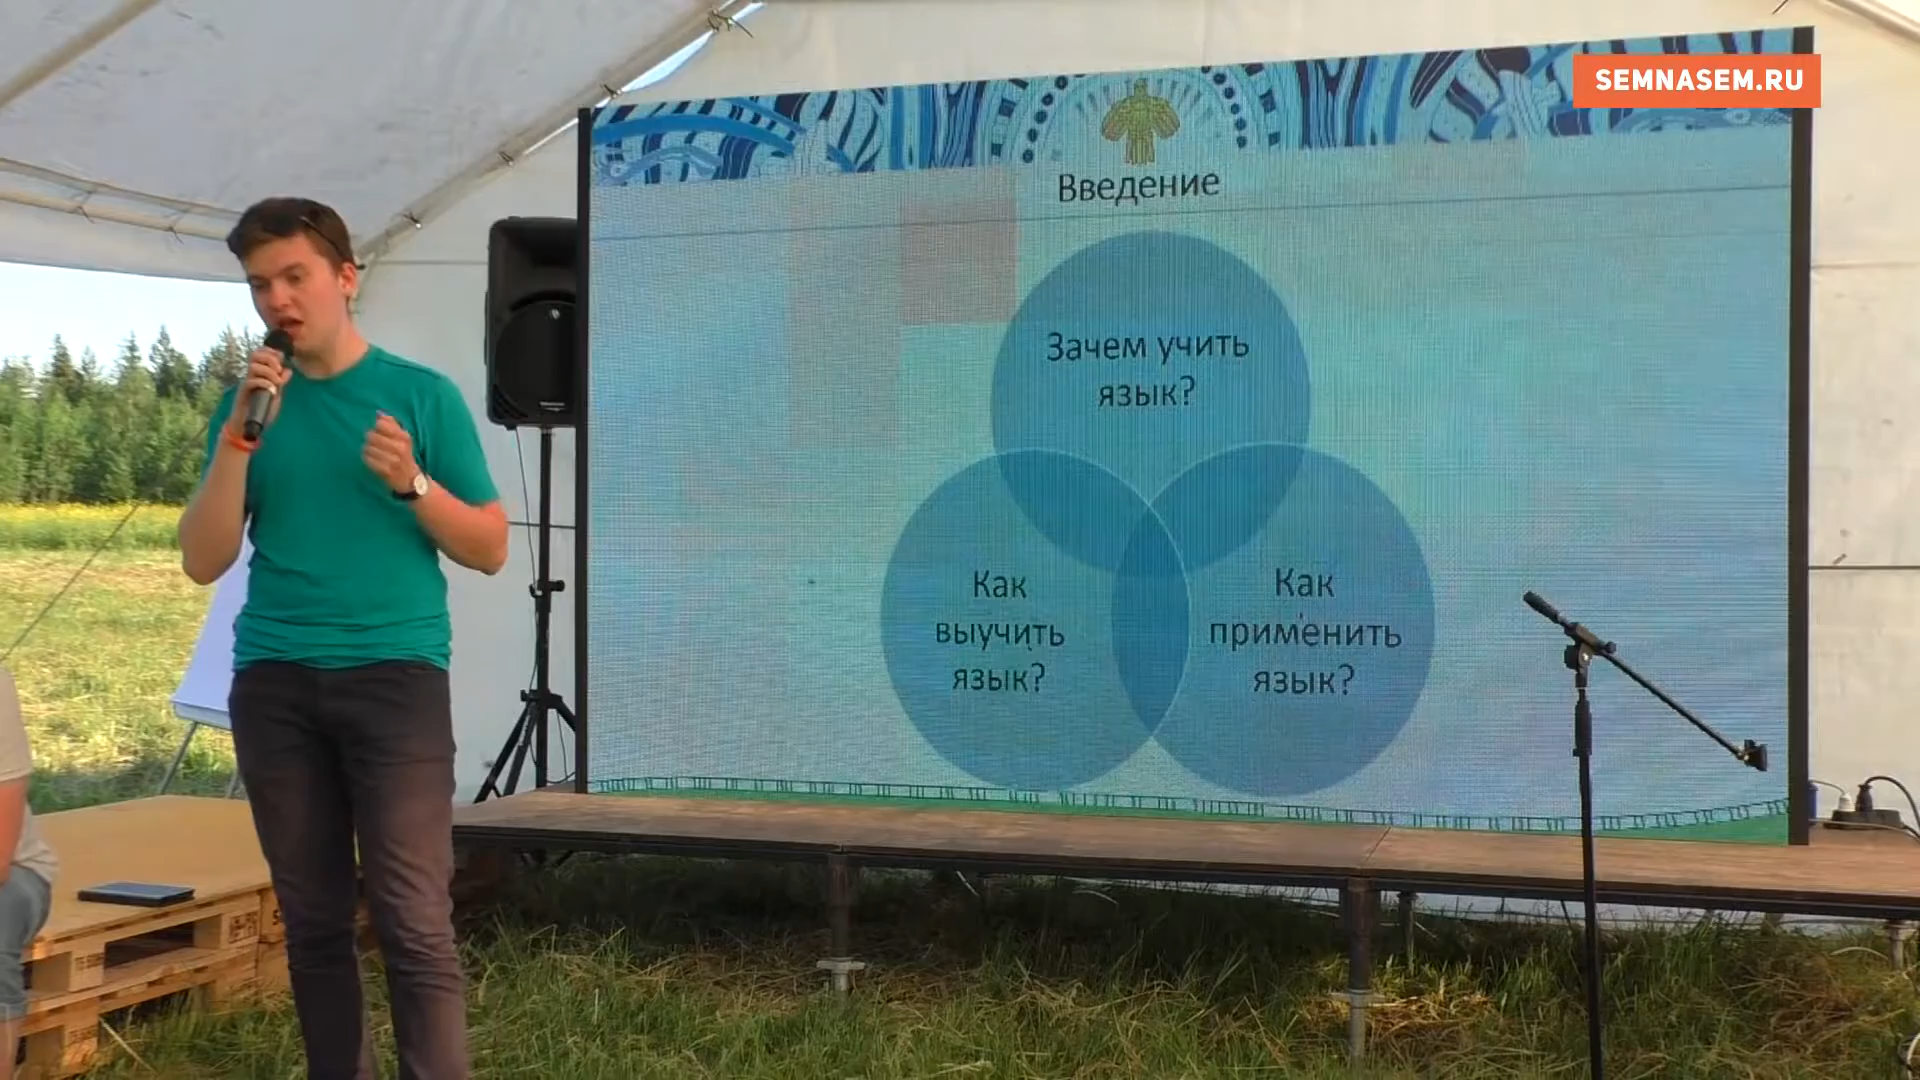 SEMNASEM.RU
Введение
Зачем учить
язык?
Как
выучить
язык?
Как
применить
язык?